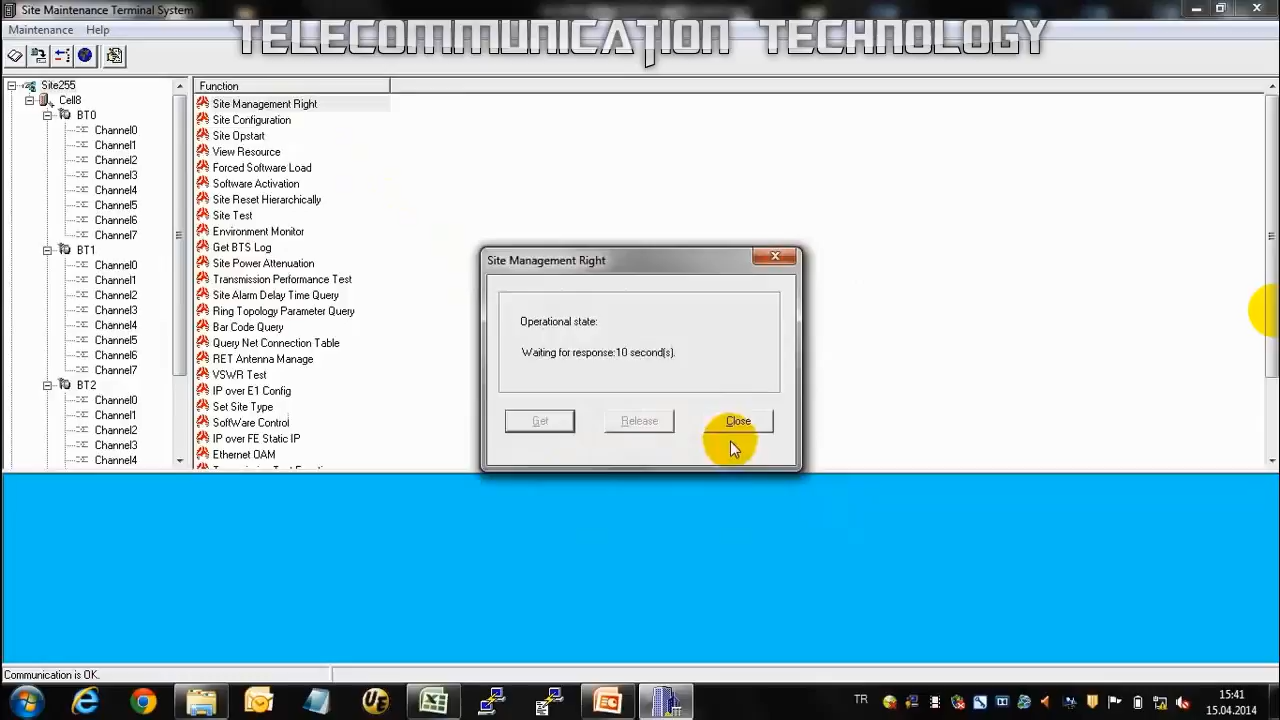 Site Maintenance Terminal System
TELECOMMUNICATION TECHNOLOGY
Maintenance Help
Site255
Cell8
BT0
Channel0
Channel1
Channel2
Channel3
Channel4
Channel5
Channel6
Channel7
BT1
Channel0
Channel1
Channel2
Channel3
Channel4
Channel5
Channel6
Channel7
BT2
Channel0
Channel1
Channel2
Channel3
Channel4
Function
Site Management Right
Site Configuration
Site Opstart
View Resource
Forced Software Load
Software Activation
Site Reset Hierarchically
Site Test
Environment Monitor
Get BTS Log
Site Power Attenuation
Transmission Performance Test
Site Alarm Delay Time Query
Ring Topology Parameter Query
Bar Code Query
Query Net Connection Table
RET Antenna Manage
VSWR Test
IP over E1 Config
Set Site Type
SoftWare Control
IP over FE Static IP
Ethernet OAM
Site Management Right
Operational state:
Waiting for response:10 second(s).
Get Release Close
Communication is OK.
TR
15:41
15.04.2014